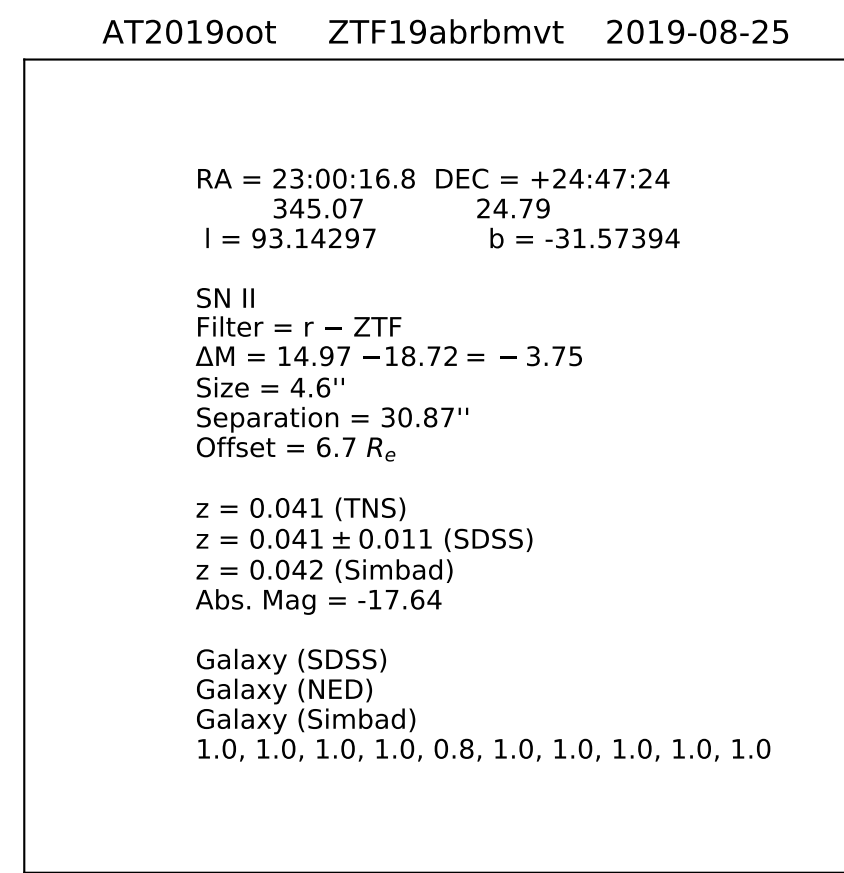 AT2019oot ZTF19abrbmvt 2019-08-25
RA = 23:00:16.8 DEC = +24:47:24
345.07 24.79
l = 93.14297 b = -31.57394
SN II
Filter = r − ZTF
ΔM = 14.97 −18.72 = − 3.75
Size = 4.6''
Separation = 30.87''
Offset = 6.7 Re
z = 0.041 (TNS)
z = 0.041 ± 0.011 (SDSS)
z = 0.042 (Simbad)
Abs. Mag = -17.64
Galaxy (SDSS)
Galaxy (NED)
Galaxy (Simbad)
1.0, 1.0, 1.0, 1.0, 0.8, 1.0, 1.0, 1.0, 1.0, 1.0